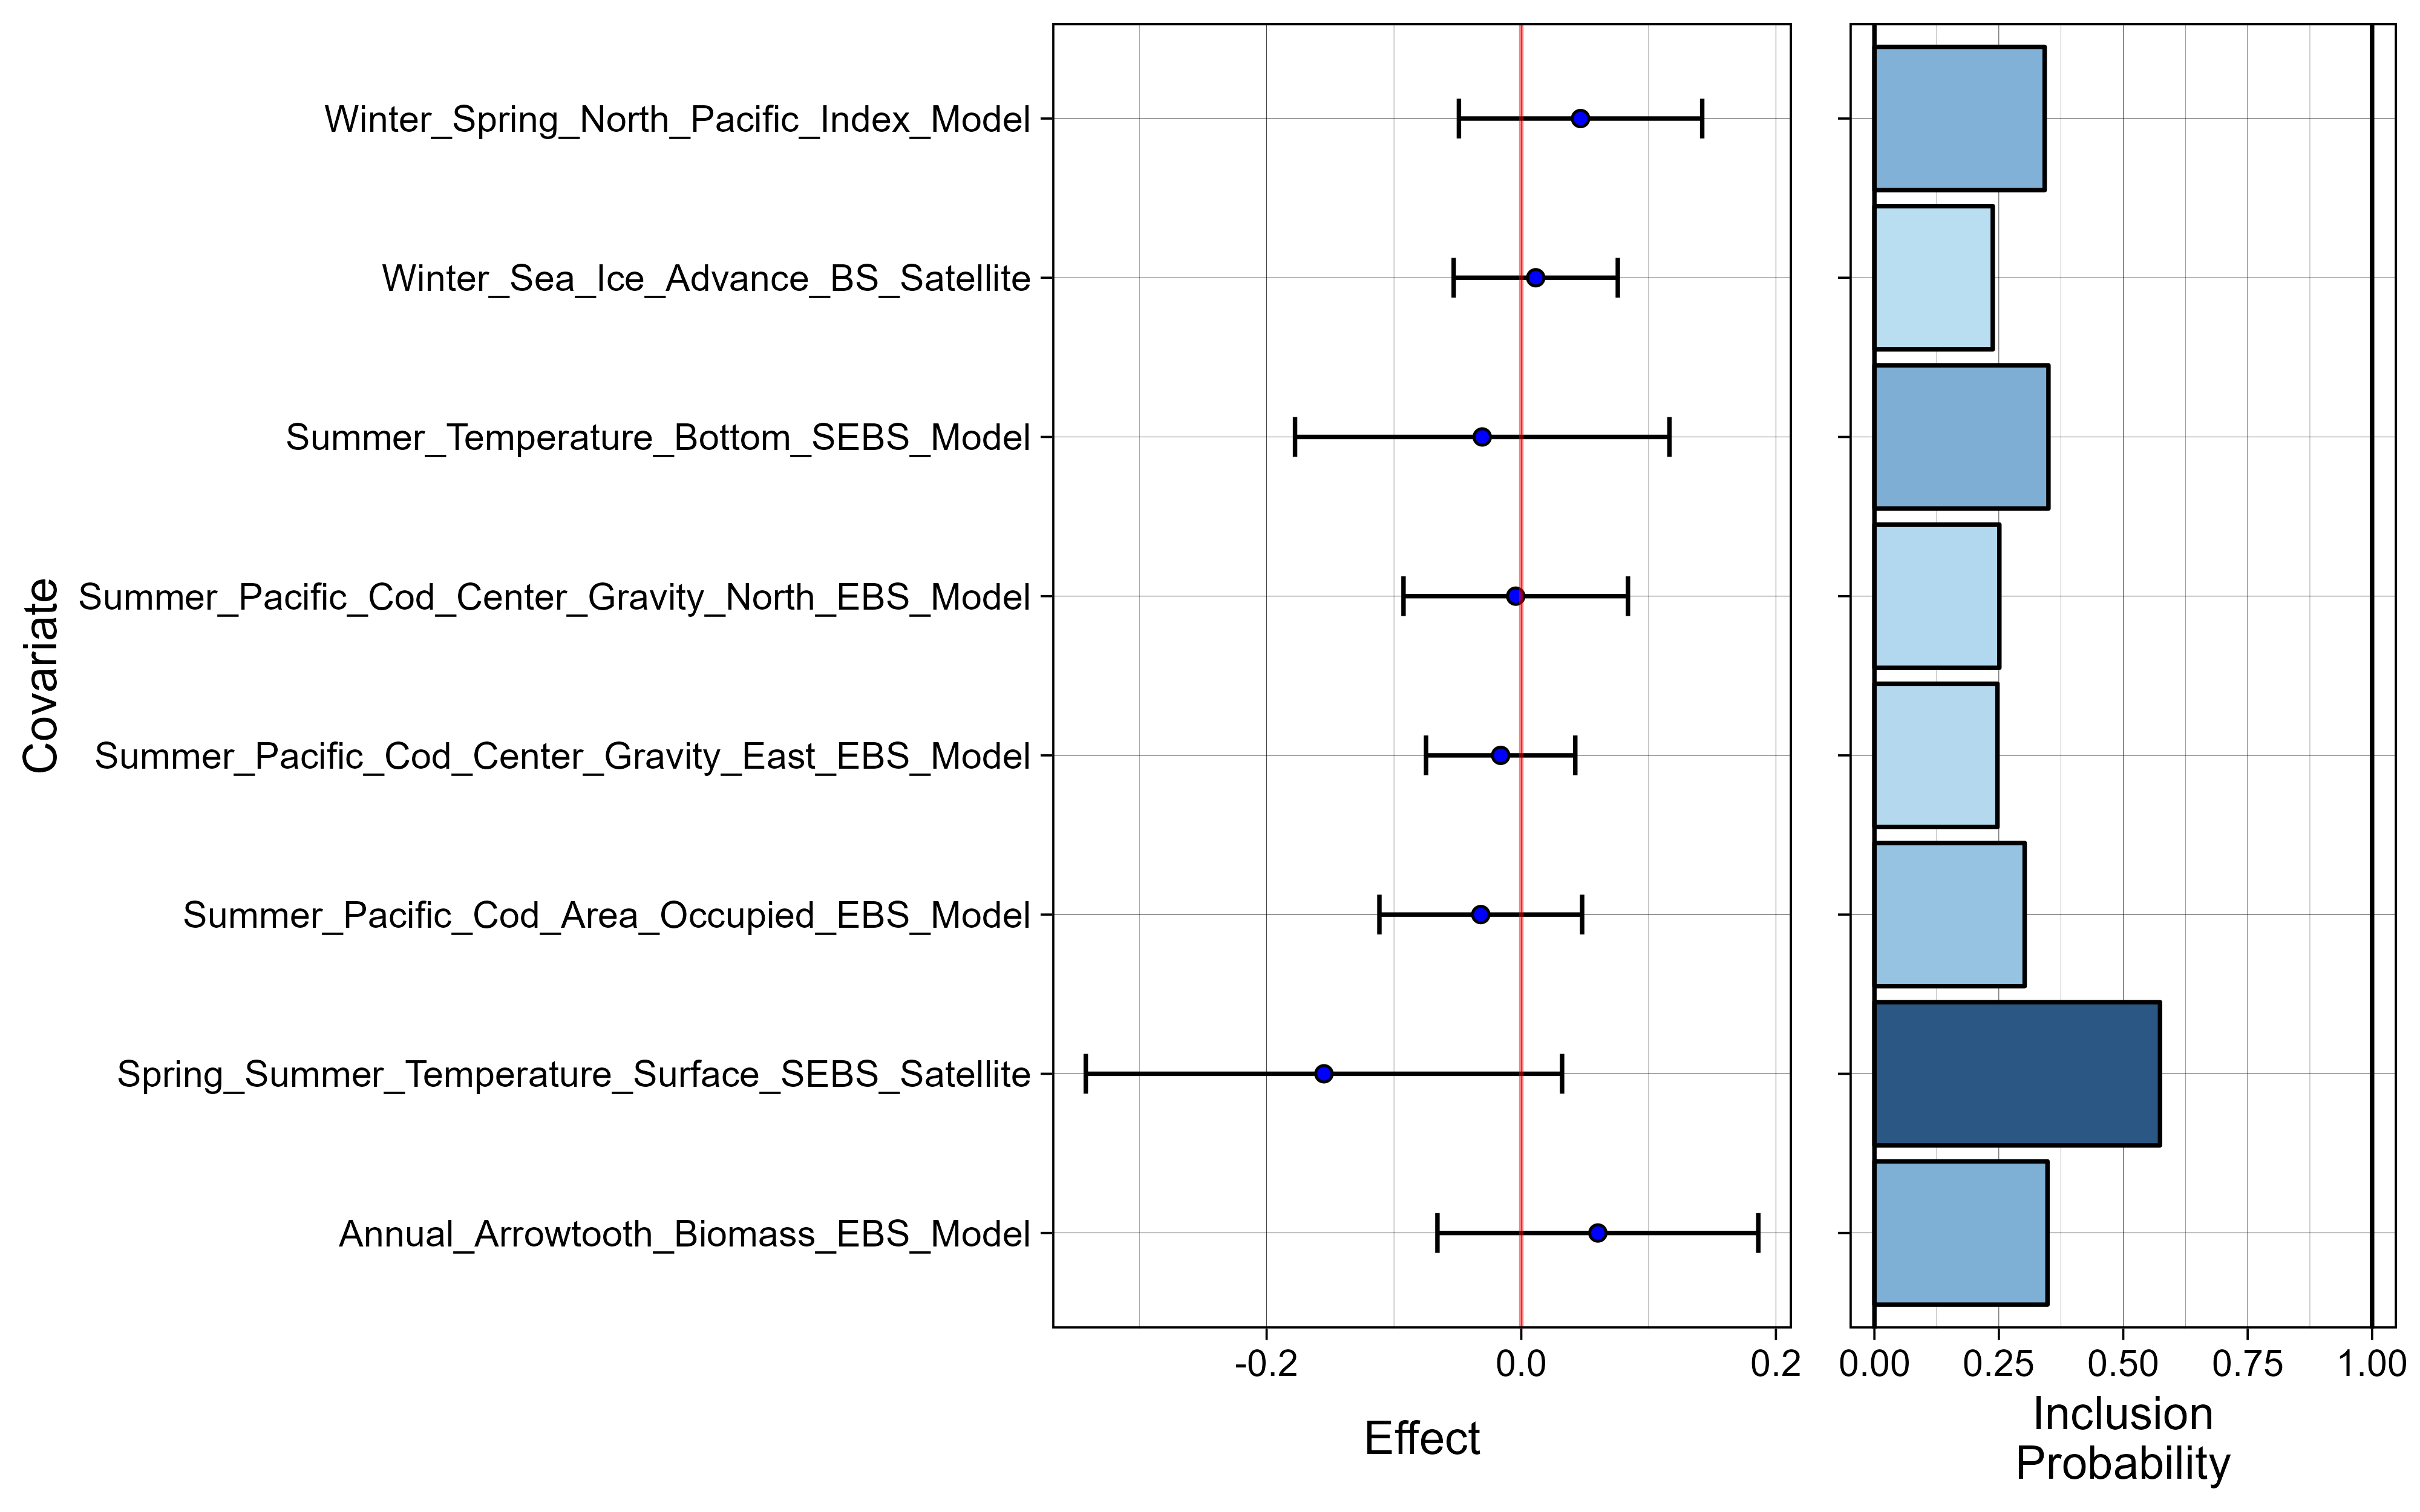 Covariate
Winter_Spring_North_Pacific_Index_Model
Winter_Sea_Ice_Advance_BS_Satellite
Summer_Temperature_Bottom_SEBS_Model
Summer_Pacific_Cod_Center_Gravity_North_EBS_Model
Summer_Pacific_Cod_Center_Gravity_East_EBS_Model
Summer_Pacific_Cod_Area_Occupied_EBS_Model
Spring_Summer_Temperature_Surface_SEBS_Satellite
Annual_Arrowtooth_Biomass_EBS_Model
-0.2 0.0 0.2
Effect
0.00 0.25 0.50 0.75 1.00
Inclusion
Probability